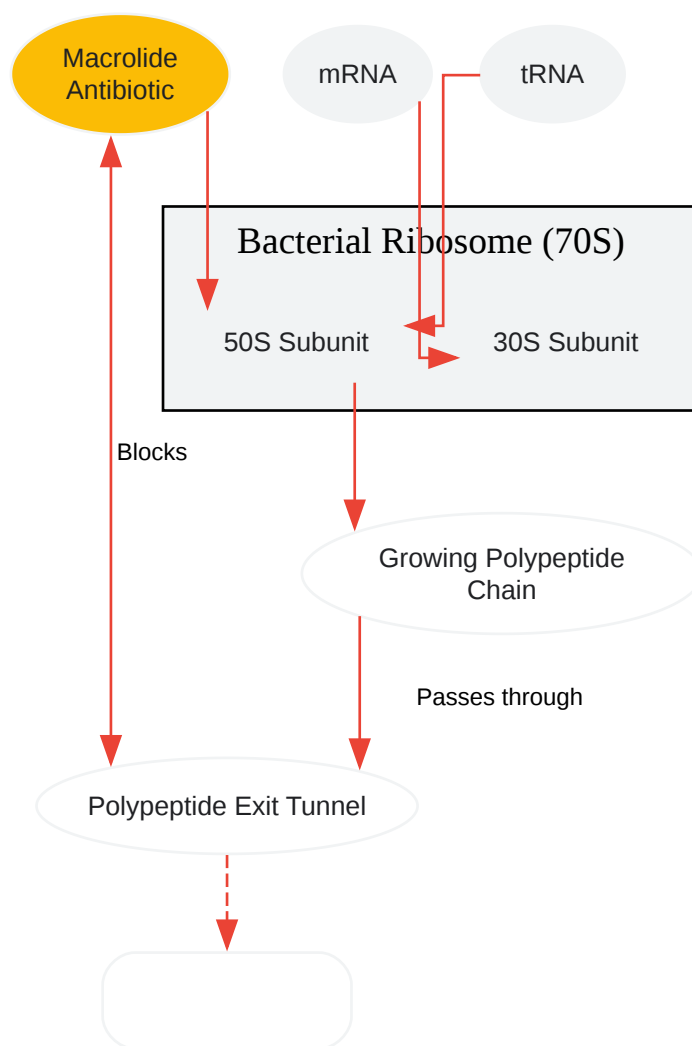 Macrolide
Antibiotic
mRNA
tRNA
Bacterial Ribosome (70S)
50S Subunit
30S Subunit
Blocks
Growing Polypeptide
Chain
Passes through
Polypeptide Exit Tunnel